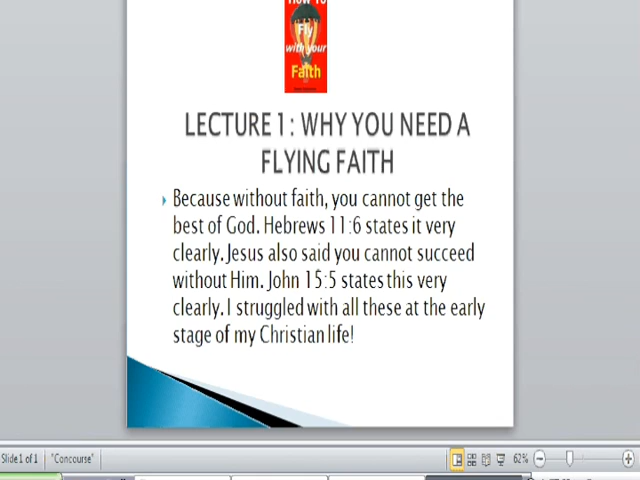 How To
Fly
with your
Faith
LECTURE 1: WHY YOU NEED A
FLYING FAITH
Because without faith, you cannot get the
best of God. Hebrews 11:6 states it very
clearly. Jesus also said you cannot succeed
without Him. John 15:5 states this very
clearly. I struggled with all these at the early
stage of my Christian life!
Slide 1 of 1 "Concourse" 62%